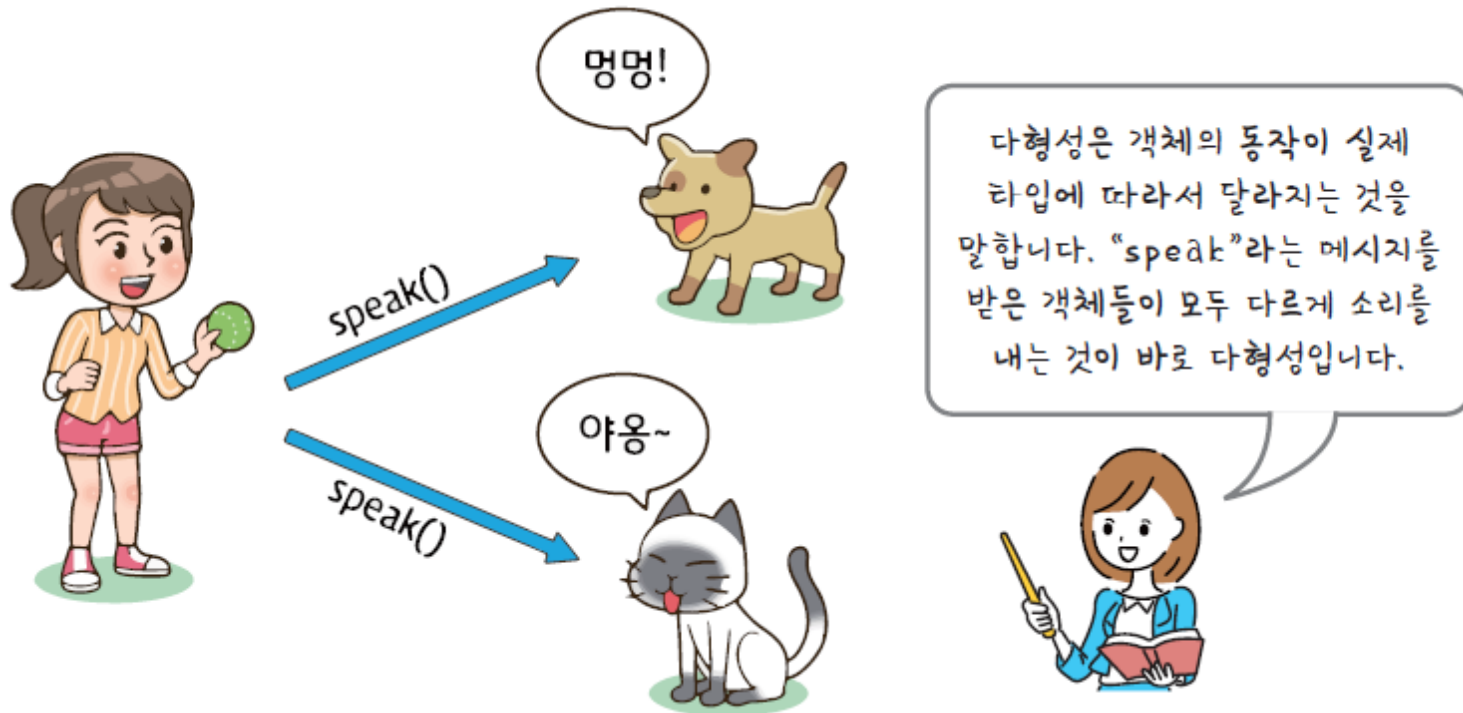 멍멍!
speak()
야옹~
speak()
다형성은 객체의 동작이 실제
타입에 따라서 달라지는 것을
말합니다. “speak”라는 메시지를
받은 객체들이 모두 다르게 소리를
내는 것이 바로 다형성입니다.